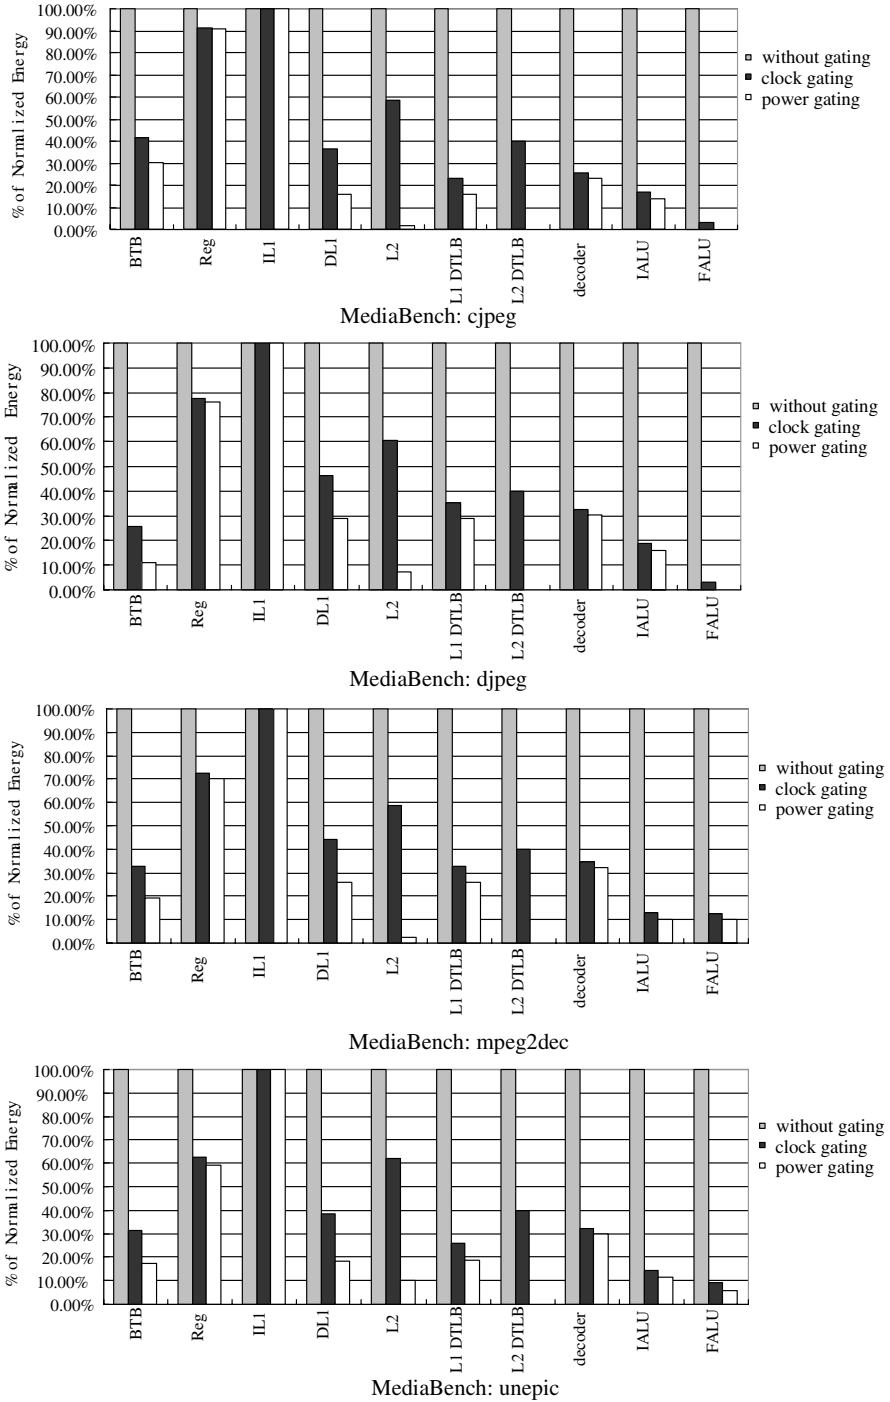 % of Normalized Energy
100.00%
90.00%
80.00%
70.00%
60.00%
50.00%
40.00%
30.00%
20.00%
10.00%
0.00%
BTB
Reg
IL1
DL1
L2
L1 DTLB
L2 DTLB
decoder
IALU
FALU
without gating
clock gating
power gating
MediaBench: cjpeg
% of Normalized Energy
100.00%
90.00%
80.00%
70.00%
60.00%
50.00%
40.00%
30.00%
20.00%
10.00%
0.00%
BTB
Reg
IL1
DL1
L2
L1 DTLB
L2 DTLB
decoder
IALU
FALU
without gating
clock gating
power gating
MediaBench: djpeg
% of Normalized Energy
100.00%
90.00%
80.00%
70.00%
60.00%
50.00%
40.00%
30.00%
20.00%
10.00%
0.00%
BTB
Reg
IL1
DL1
L2
L1 DTLB
L2 DTLB
decoder
IALU
FALU
without gating
clock gating
power gating
MediaBench: mpeg2dec
% of Normalized Energy
100.00%
90.00%
80.00%
70.00%
60.00%
50.00%
40.00%
30.00%
20.00%
10.00%
0.00%
BTB
Reg
IL1
DL1
L2
L1 DTLB
L2 DTLB
decoder
IALU
FALU
without gating
clock gating
power gating
MediaBench: unepic